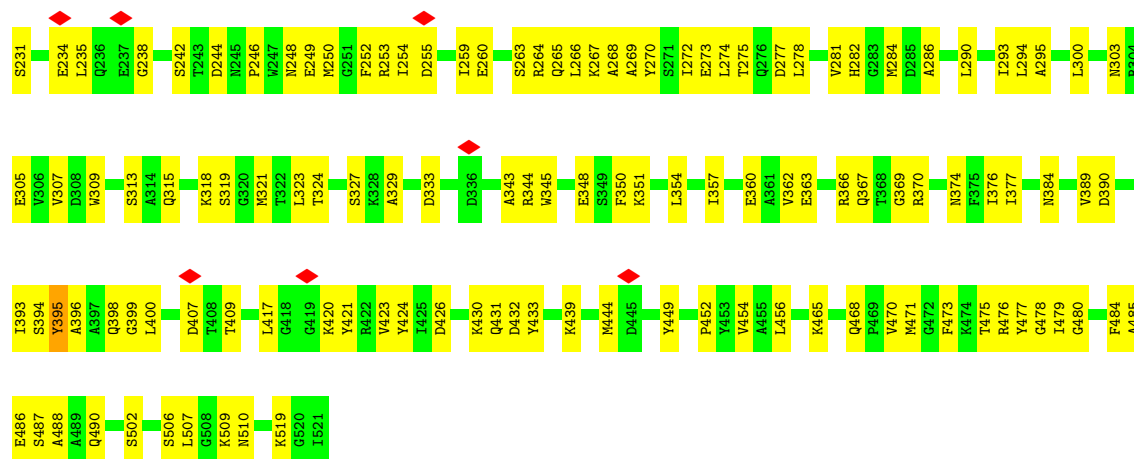 S231 E234 L235 Q236 E237 G238 S242 T243 D244 N245 P246 W247 N248 E249 M250 G251 F252 R253 I254 D255 I259 E260 S263 R264 Q265 L266 K267 A268 A269 Y270 S271 I272 E273 L274 T275 Q276 D277 L278 V281 H282 G283 M284 D285 A286 L290 I293 L294 A295 L300 N303
E305 V306 V307 D308 W309 S313 A314 Q315 K318 S319 G320 M321 T322 L323 T324 S327 K328 A329 D333 D336 A343 R344 W345 E348 S349 F350 K351 L354 I357 E360 A361 V362 E363 R366 Q367 T368 G369 R370 N374 F375 I376 I377 N384 V389 D390
I393 S394 Y395 A396 A397 Q398 G399 L400 D407 T408 T409 L417 G418 Q419 K420 Y421 R422 V423 Y424 I425 D426 K430 Q431 D432 Y433 K439 M444 D445 Y449 P452 Y453 V454 A455 L456 K465 Q468 P469 V470 M471 G472 F473 K474 T475 R476 Y477 G478 I479 G480 F484 A485
E486 S487 A488 A489 Q490 S502 S506 L507 G508 K509 N510 K519 G520 I521